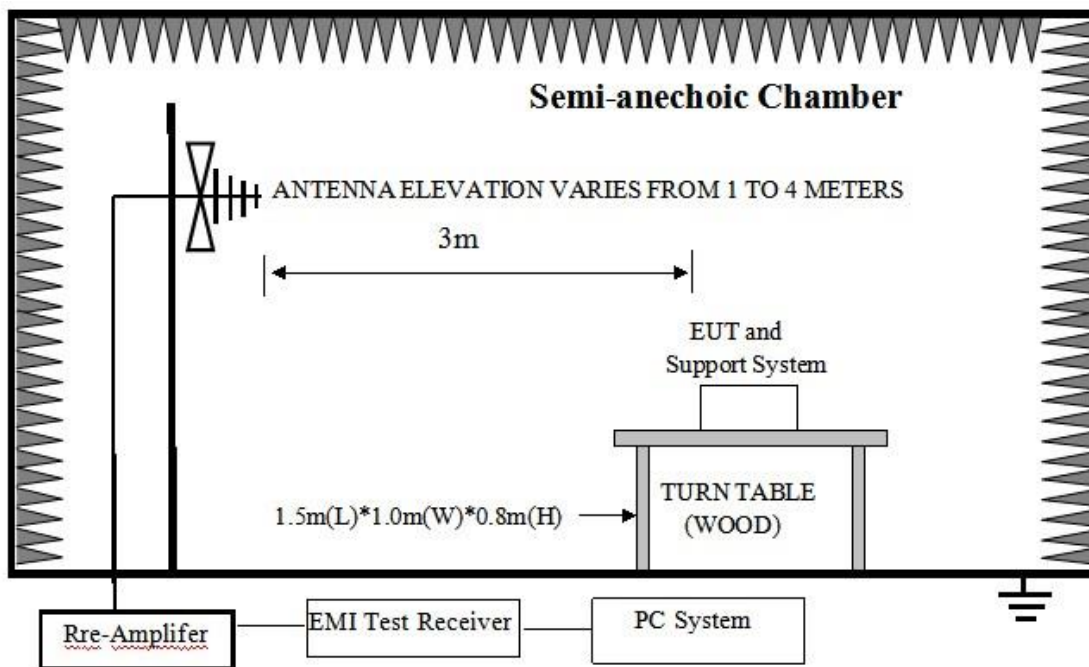 Semi-anechoic Chamber
ANTENNA ELEVATION VARIES FROM 1 TO 4 METERS
3m
EUT and
Support System
1.5m(L)*1.0m(W)*0.8m(H)
TURN TABLE
(WOOD)
Rre-Amplifer
EMI Test Receiver
PC System